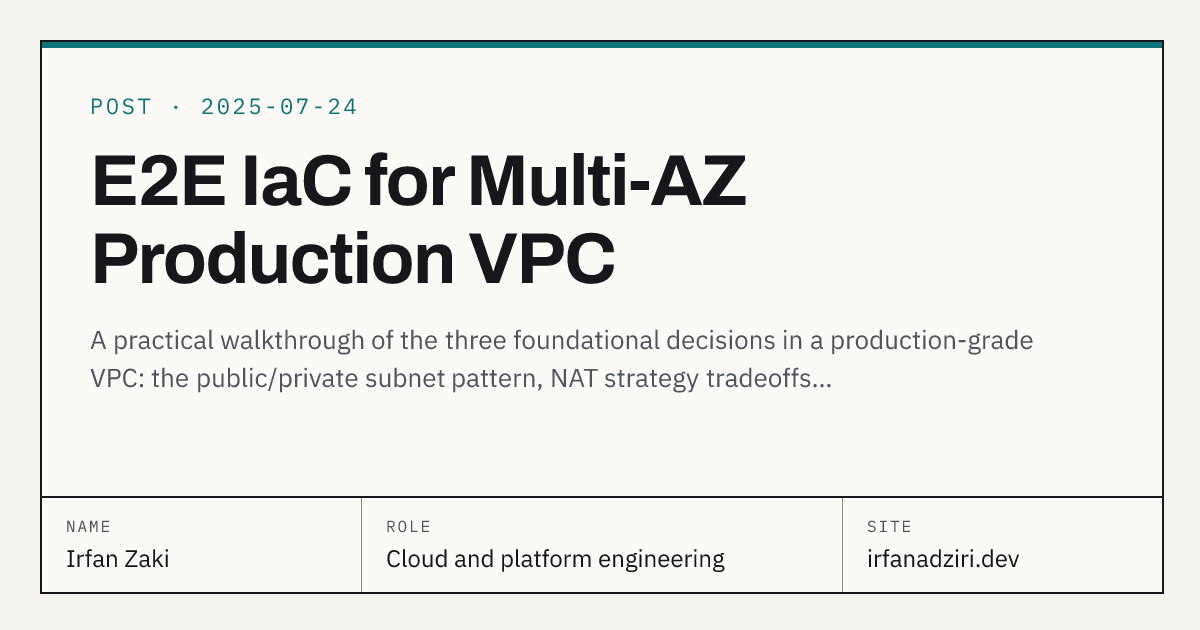 POST · 2025-07-24
E2E IaC for Multi-AZ
Production VPC
A practical walkthrough of the three foundational decisions in a production-grade
VPC: the public/private subnet pattern, NAT strategy tradeoffs...
NAME
Irfan Zaki
ROLE
Cloud and platform engineering
SITE
irfanadziri.dev